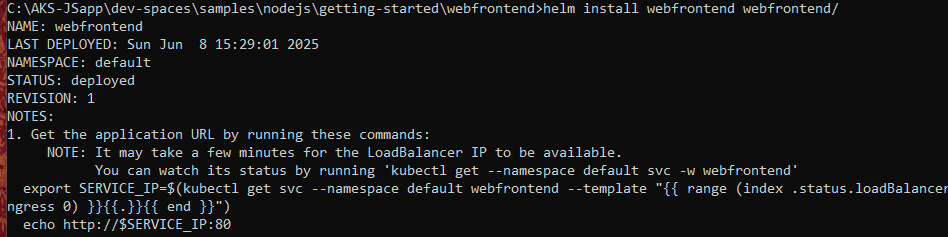 C:\AKS-JSapp\dev-spaces\samples\nodejs\getting-started\webfrontend>helm install webfrontend webfrontend/
NAME: webfrontend
LAST DEPLOYED: Sun Jun  8 15:29:01 2025
NAMESPACE: default
STATUS: deployed
REVISION: 1
NOTES:
1. Get the application URL by running these commands:
     NOTE: It may take a few minutes for the LoadBalancer IP to be available.
           You can watch its status by running 'kubectl get --namespace default svc -w webfrontend'
  export SERVICE_IP=$(kubectl get svc --namespace default webfrontend --template "{{ range (index .status.loadBalancer
ngress 0) }}{{.}}{{ end }}")
  echo http://$SERVICE_IP:80